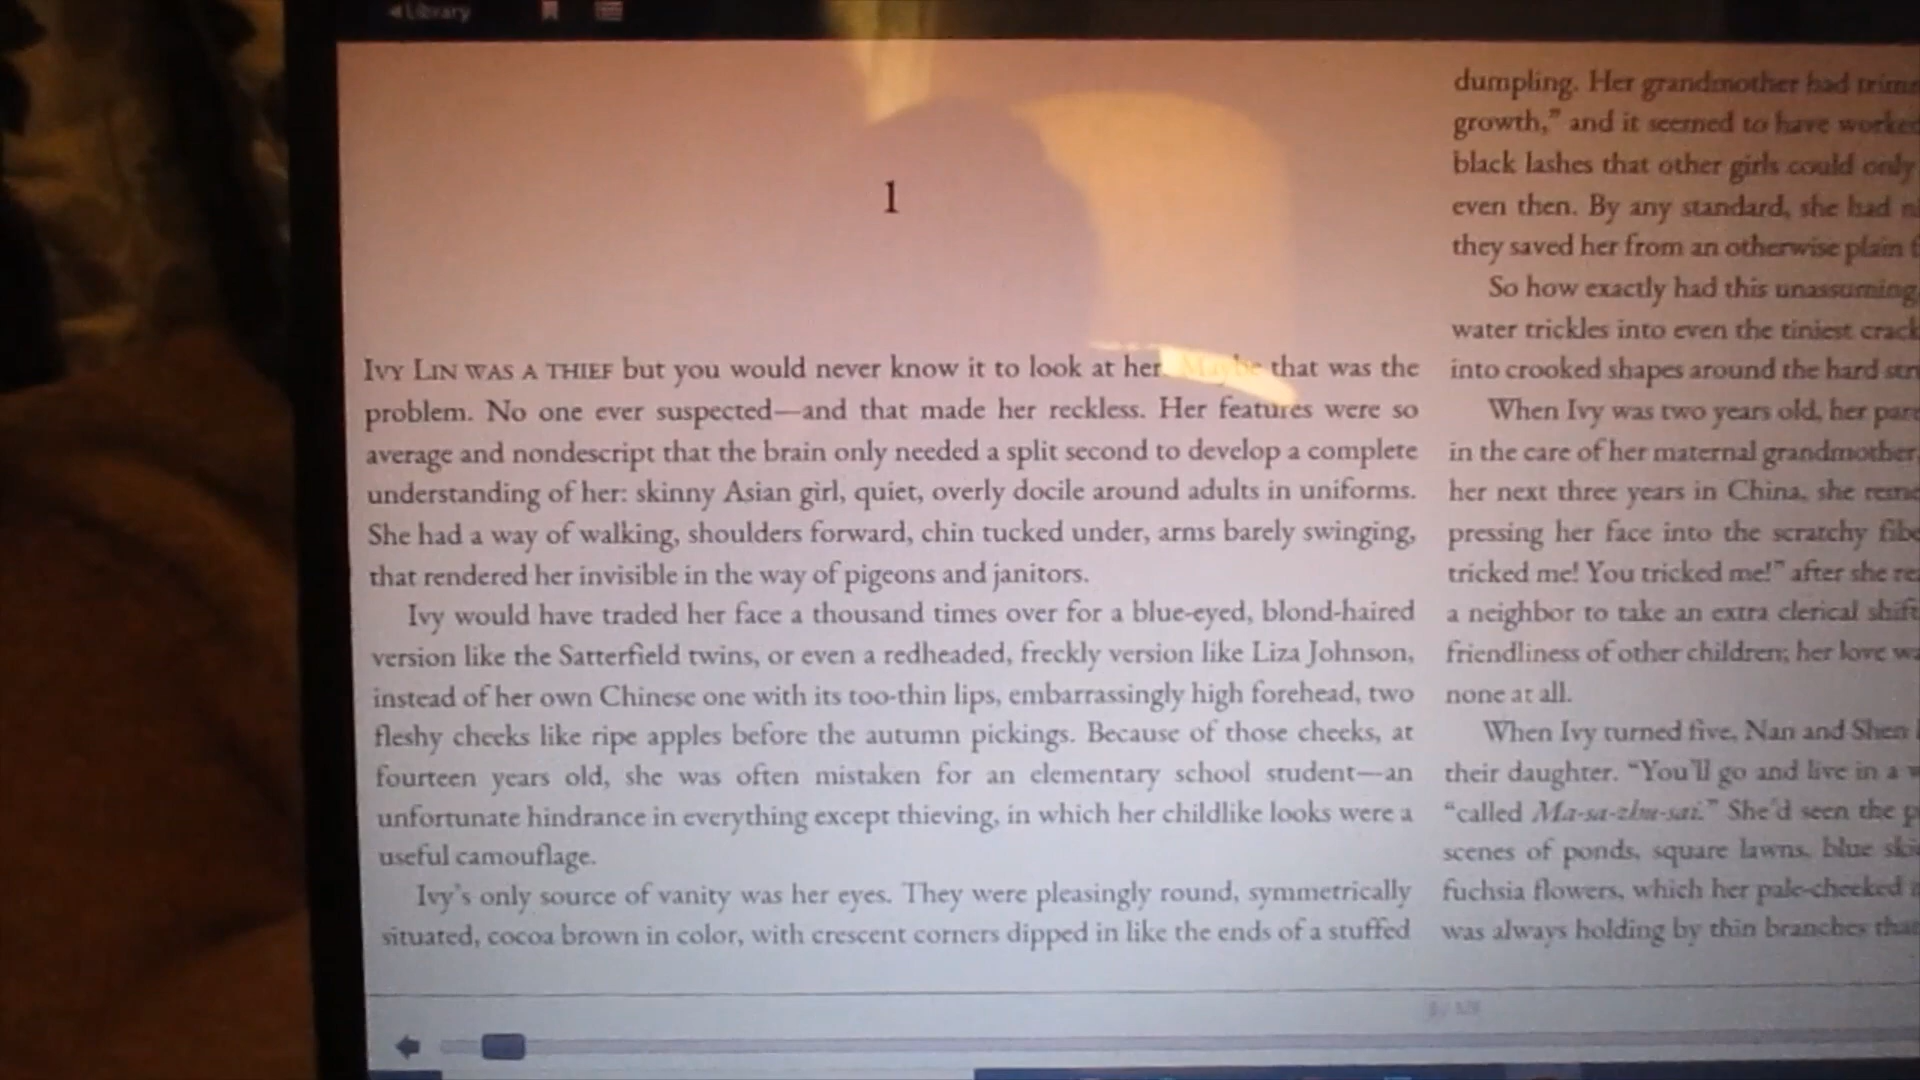 Library
1
IVY LIN WAS A THIEF but you would never know it to look at her. Maybe that was the
problem. No one ever suspected—and that made her reckless. Her features were so
average and nondescript that the brain only needed a split second to develop a complete
understanding of her: skinny Asian girl, quiet, overly docile around adults in uniforms.
She had a way of walking, shoulders forward, chin tucked under, arms barely swinging,
that rendered her invisible in the way of pigeons and janitors.
Ivy would have traded her face a thousand times over for a blue-eyed, blond-haired
version like the Satterfield twins, or even a redheaded, freckly version like Liza Johnson,
instead of her own Chinese one with its too-thin lips, embarrassingly high forehead, two
fleshy cheeks like ripe apples before the autumn pickings. Because of those cheeks, at
fourteen years old, she was often mistaken for an elementary school student—an
unfortunate hindrance in everything except thieving, in which her childlike looks were a
useful camouflage.
Ivy's only source of vanity was her eyes. They were pleasingly round, symmetrically
situated, cocoa brown in color, with crescent corners dipped in like the ends of a stuffed
dumpling. Her grandmother had
growth,” and it seemed to have worked
black lashes that other girls could only
even then. By any standard, she had
they saved her from an otherwise plain
So how exactly had this unassuming,
water trickles into even the tiniest
into crooked shapes around the hard
When Ivy was two years old, her
in the care of her maternal grandmother,
her next three years in China, she
pressing her face into the scratchy
tricked me! You tricked me!” after she
a neighbor to take an extra clerical
friendliness of other children; her love
none at all.
When Ivy turned five, Nan and Shen
their daughter. “You'll go and live in a
“called Ma-sa-zhu-sai.” She'd seen the
scenes of ponds, square lawns, blue
fuchsia flowers, which her pale-cheeked
was always holding by thin branches